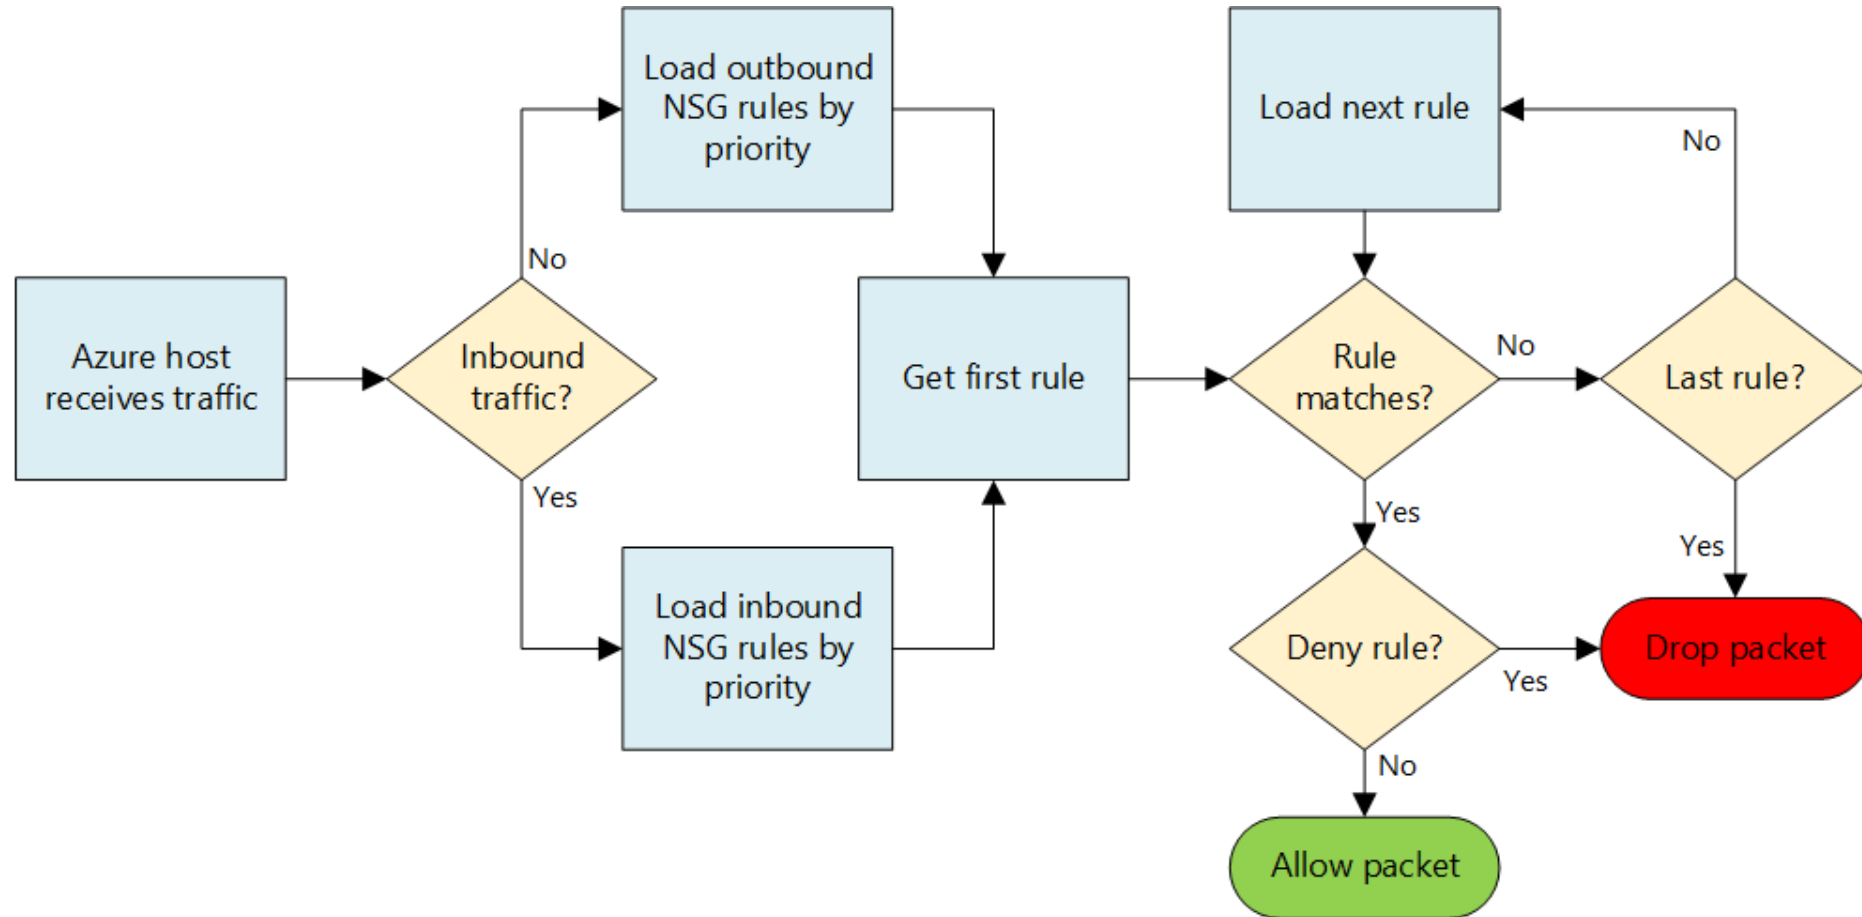 Load outbound
NSG rules by
priority
Load next rule
No
No
Azure host
receives traffic
Inbound
traffic?
Get first rule
Rule
matches?
No
Last rule?
Yes
Yes
Yes
Load inbound
NSG rules by
priority
Deny rule?
Yes
Drop packet
No
Allow packet